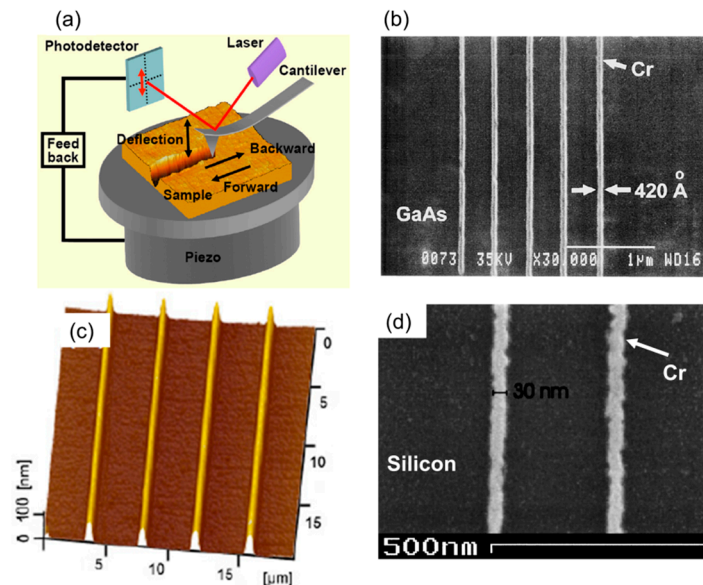 (a)
Photodetector
Laser
Cantilever
Deflection
Feed
back
Backward
Forward
Sample
Piezo
(b)
Cr
420 Å
GaAs
0073 35KV X30,000 1μm WD16
(c)
0
5
10
15
100 [nm]
0
5 10 15 [μm]
(d)
Cr
30 nm
Silicon
500nm